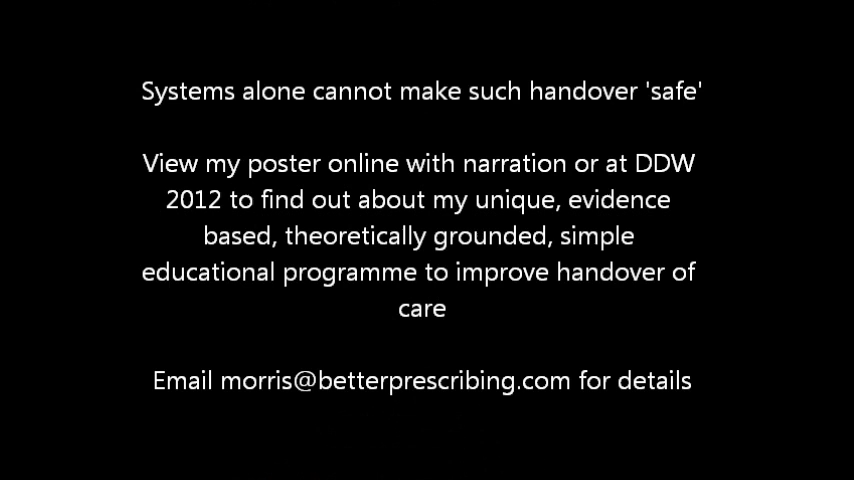 Systems alone cannot make such handover 'safe'
View my poster online with narration or at DDW
2012 to find out about my unique, evidence
based, theoretically grounded, simple
educational programme to improve handover of
care
Email morris@betterprescribing.com for details